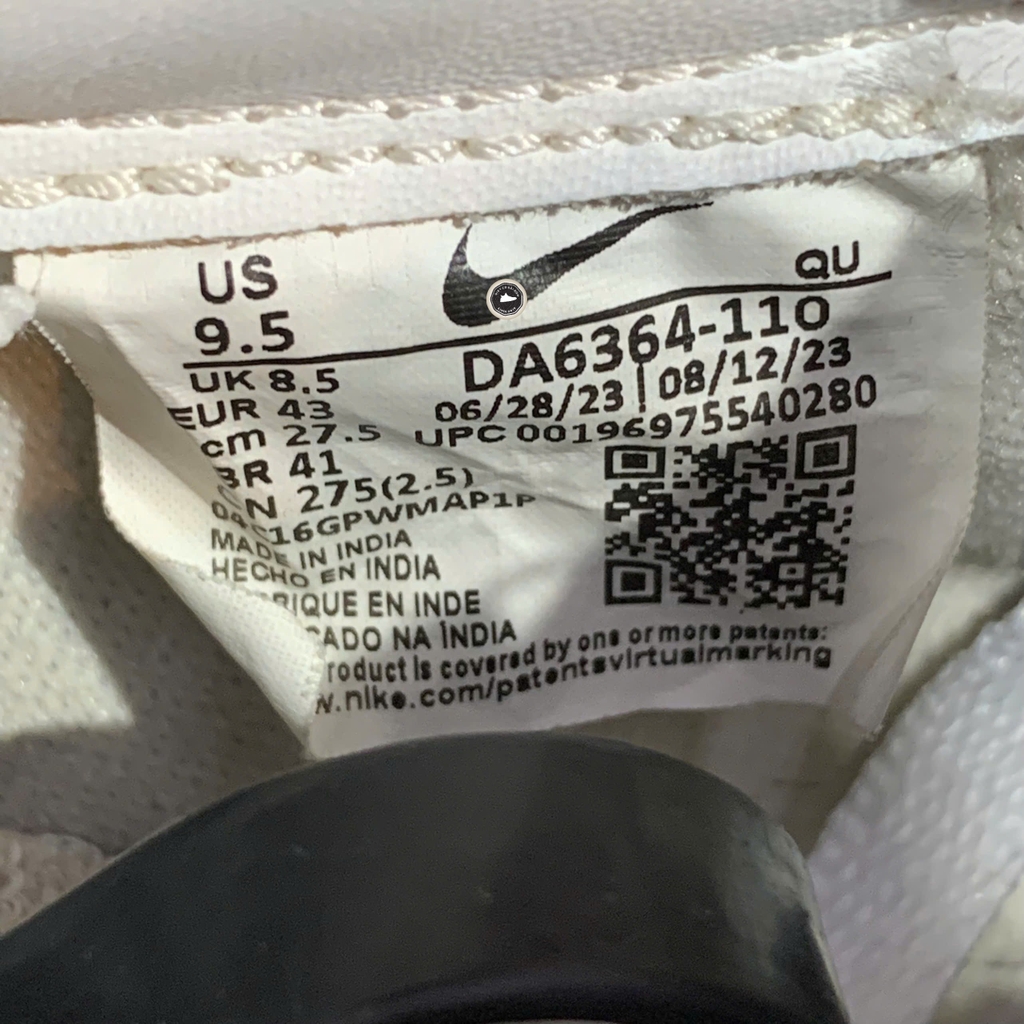 US
9.5
QU
UK 8.5
EUR 43
cm 27.5
BR 41
CN 275(2.5)
DA6364-110
06/28/23 | 08/12/23
UPC 00196975540280
16GPWMAP1P
MADE IN INDIA
HECHO EN INDIA
RIQUE EN INDE
CADO NA ÍNDIA
roduct is covered by one or more patents:
w.nike.com/patentsvirtualmarking